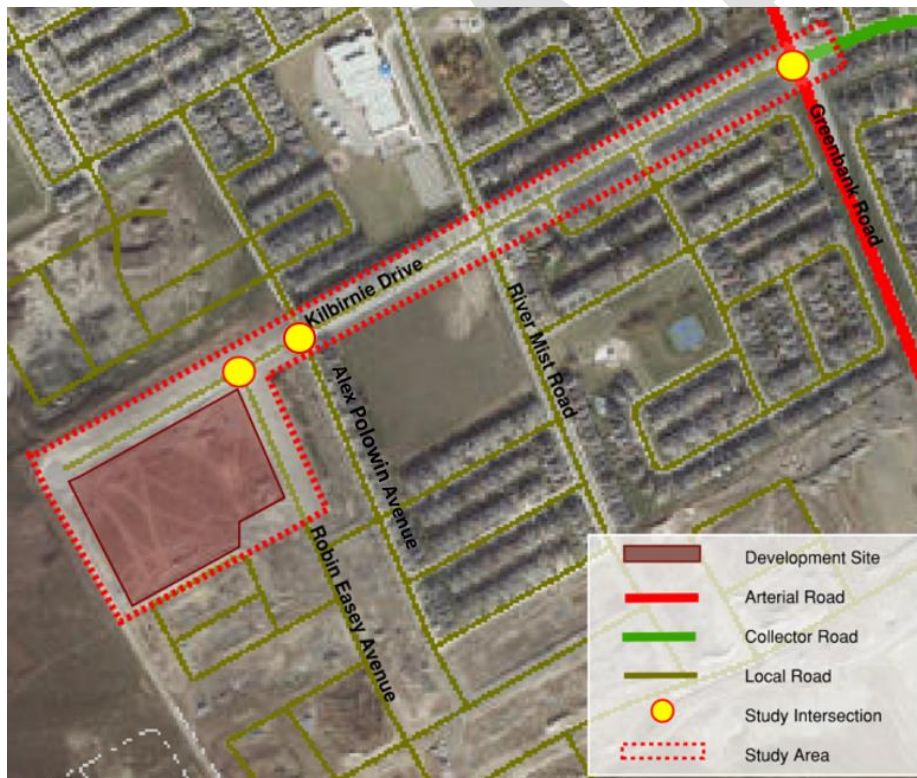 Greenbank Road
Kilbirnie Drive
River Mist Road
Alex Polowin Avenue
Robin Easey Avenue
Development Site
Arterial Road
Collector Road
Local Road
Study Intersection
Study Area